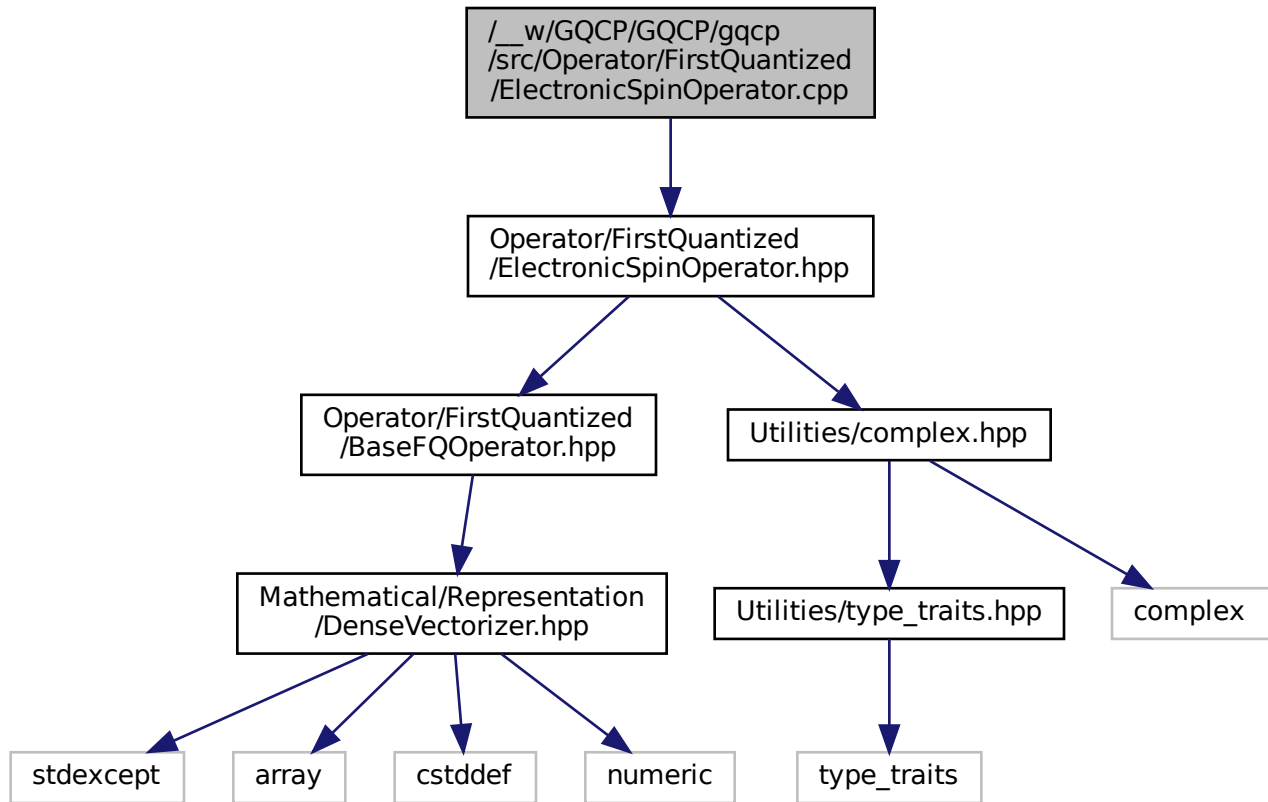 /__w/GQCP/GQCP/gqcp
/src/Operator/FirstQuantized
/ElectronicSpinOperator.cpp
Operator/FirstQuantized
/ElectronicSpinOperator.hpp
Operator/FirstQuantized
/BaseFQOperator.hpp
Utilities/complex.hpp
Mathematical/Representation
/DenseVectorizer.hpp
Utilities/type_traits.hpp
complex
stdexcept
array
cstddef
numeric
type_traits